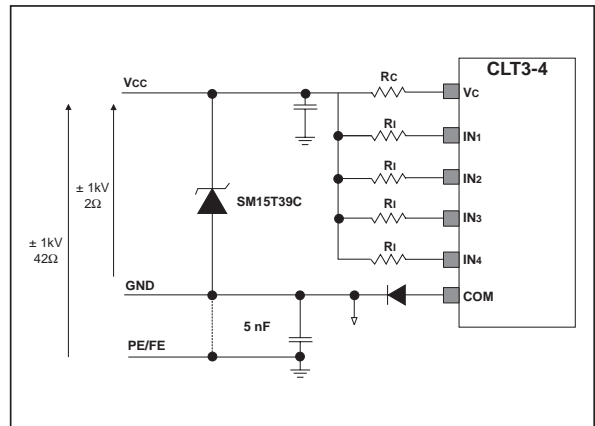 CLT3-4
VCC
RC
VC
RI
IN1
RI
IN2
± 1kV
2Ω
SM15T39C
RI
IN3
± 1kV
42Ω
RI
IN4
GND
COM
5 nF
PE/FE